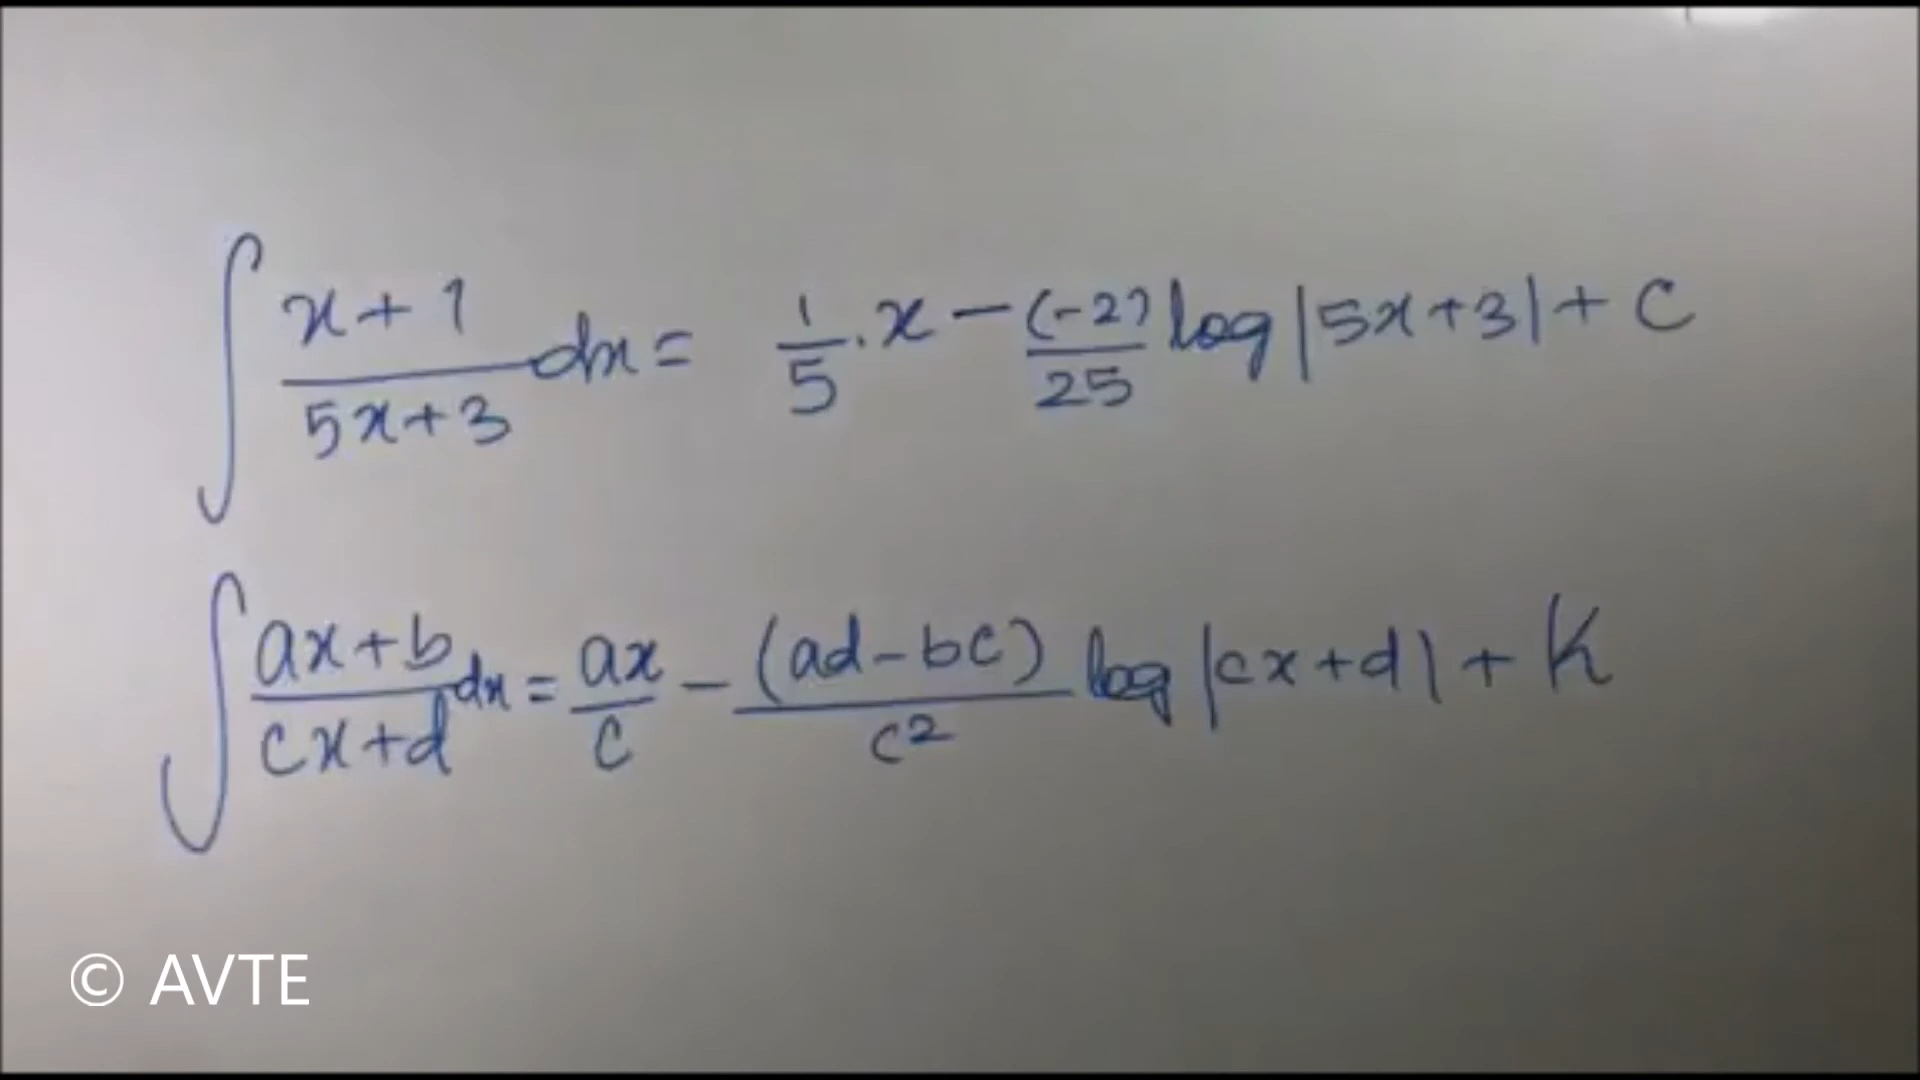 ∫ x+1/5x+3 dx = 1/5 . x - (-2)/25 log |5x+3| + C
∫ ax+b/cx+d dx = ax/c - (ad-bc)/c² log |cx+d| + K
© AVTE